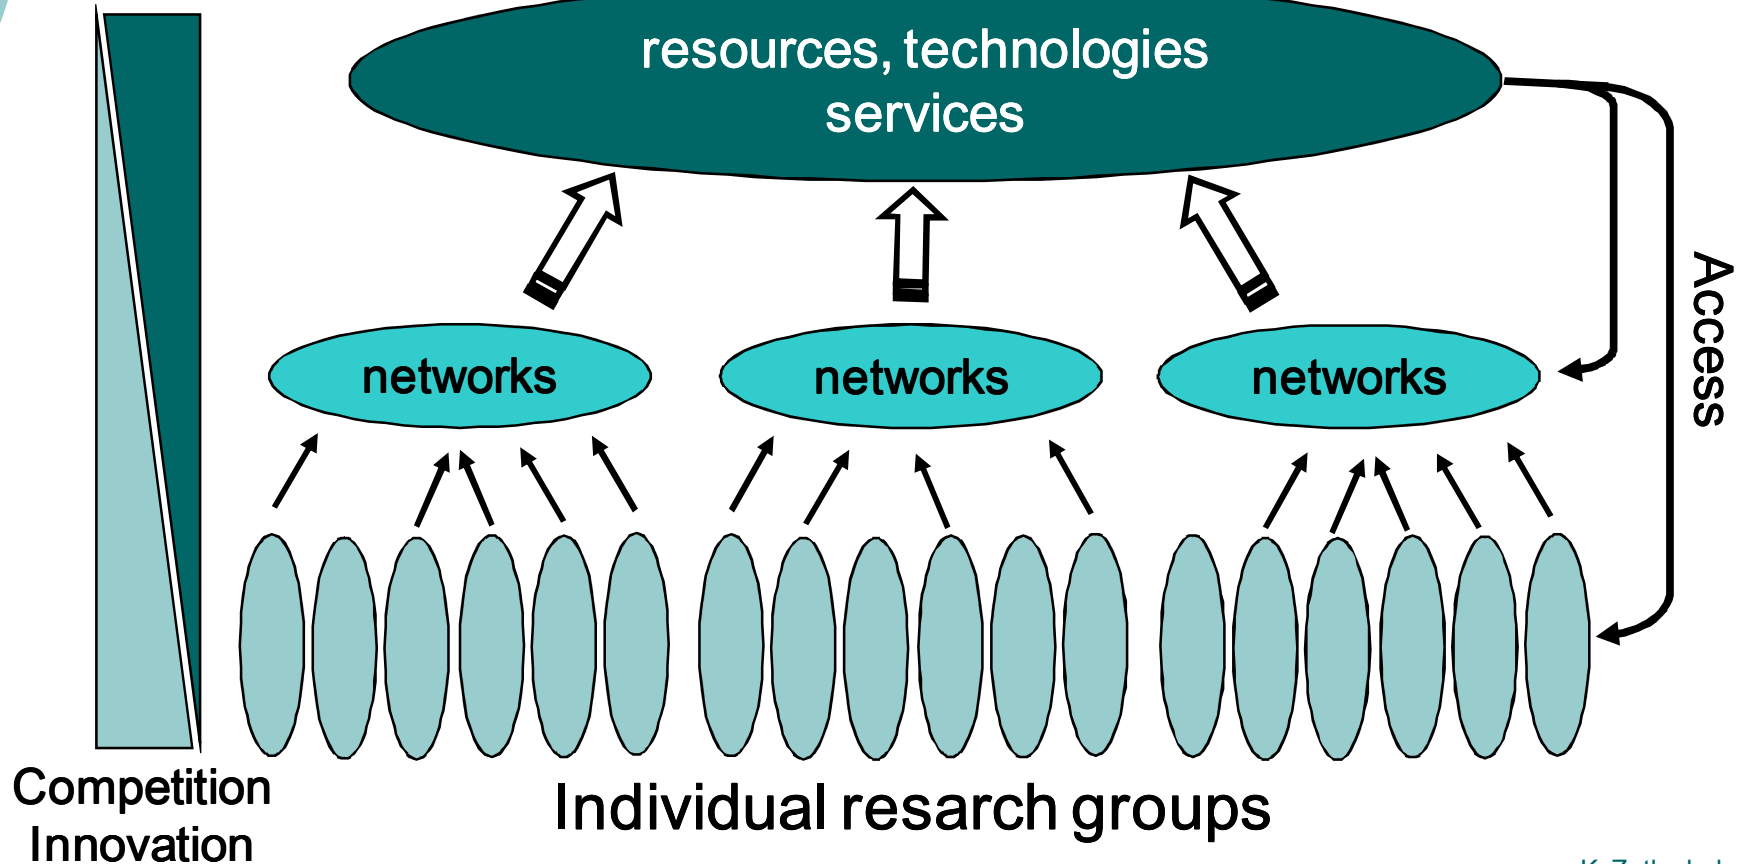 resources, technologies
services
networks
networks
networks
Access
Competition
Innovation
Individual resarch groups